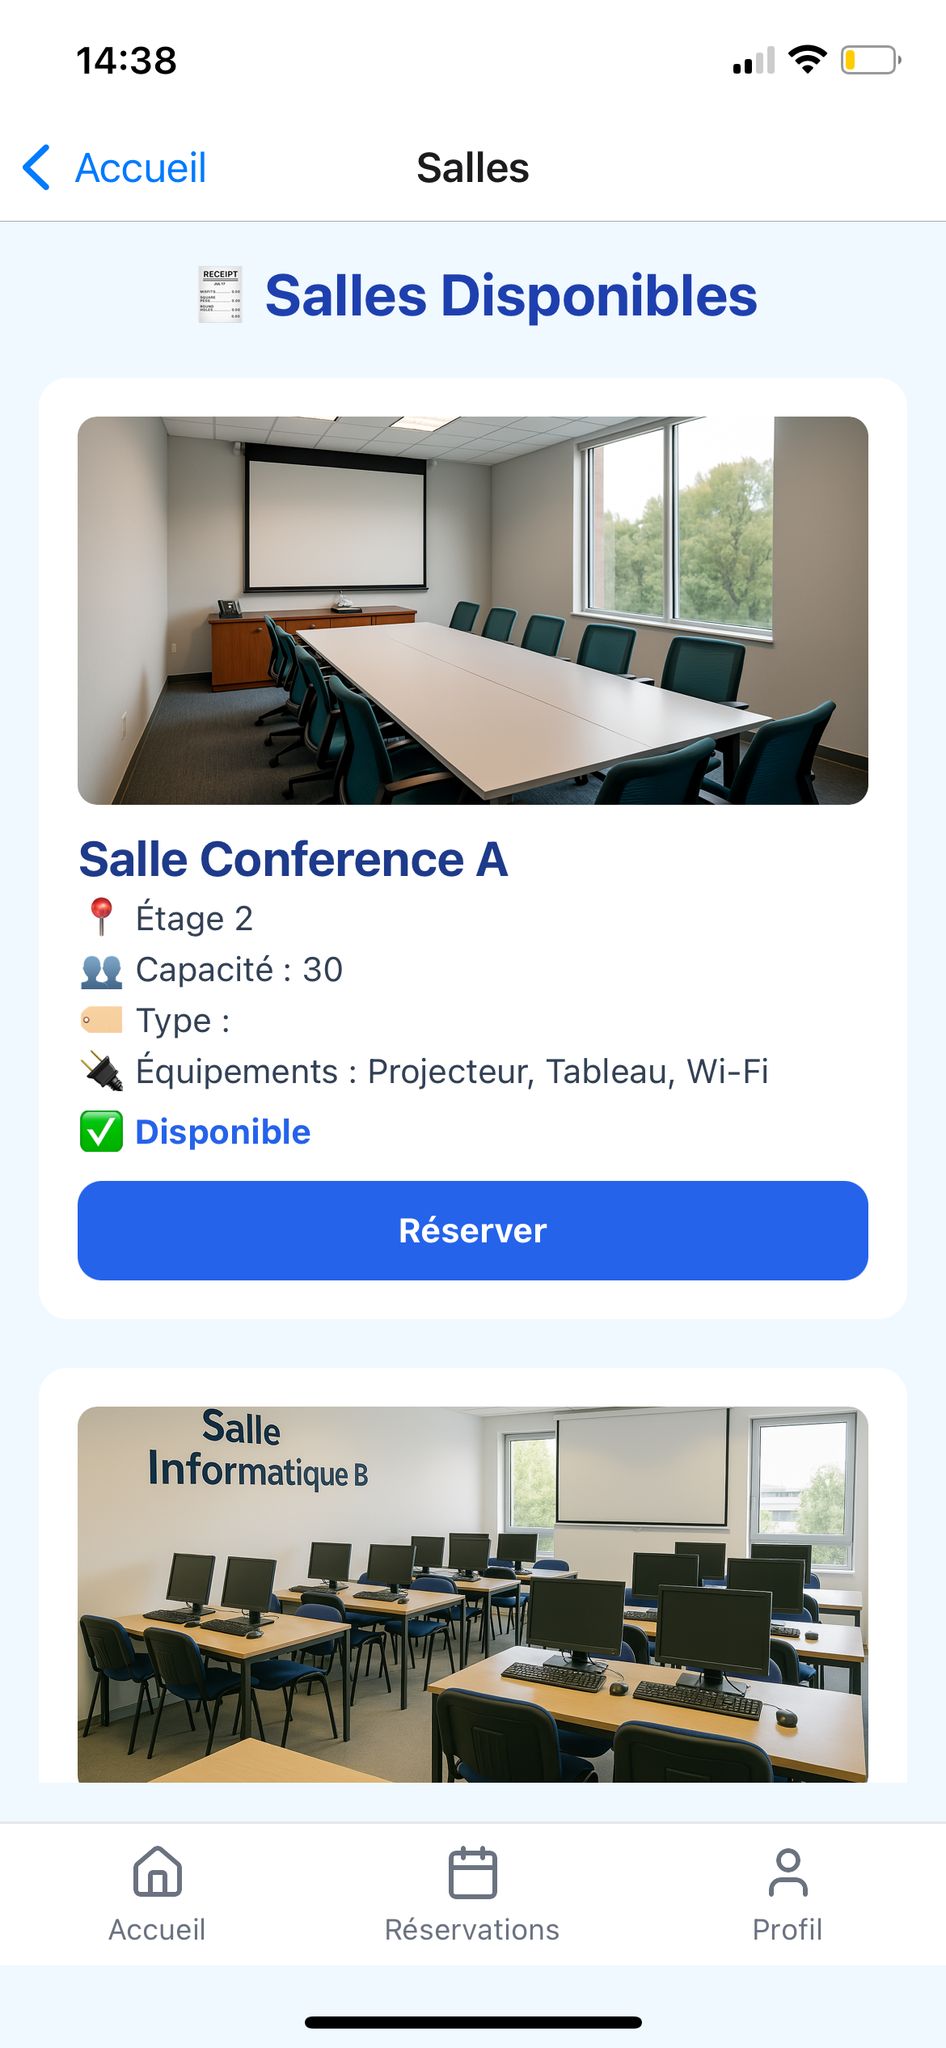 14:38
Accueil
Salles
RECEIPT
Salles Disponibles
Salle Conference A
Étage 2
Capacité : 30
Type :
Équipements : Projecteur, Tableau, Wi-Fi
Disponible
Réserver
Salle
Informatique B
Accueil
Réservations
Profil